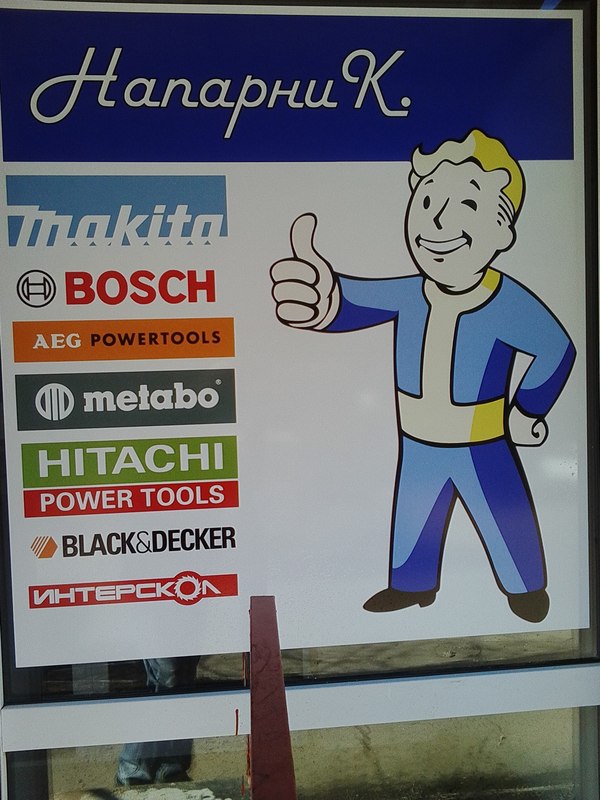 НапарниК.
makita
BOSCH
AEG POWERTOOLS
metabo®
HITACHI
POWER TOOLS
BLACK&DECKER
ИНТЕРСКОЛ